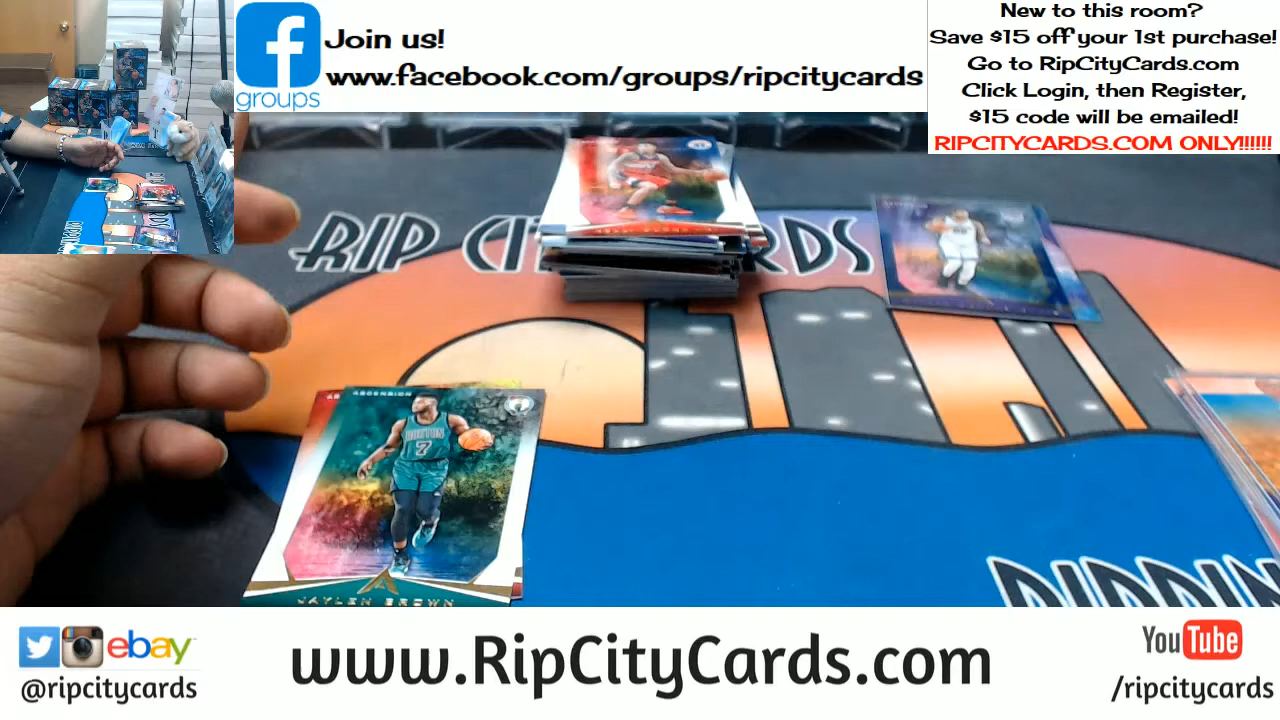 Join us!
www.facebook.com/groups/ripcitycards
groups
New to this room?
Save $15 off your 1st purchase!
Go to RipCityCards.com
Click Login, then Register,
$15 code will be emailed!
RIPCITYCARDS.COM ONLY!!!!!!
RIP CI RDS
ASCENSION
BOSTON
7
JAYLEN BROWN
RIPPIN
ebay
@ripcitycards
www.RipCityCards.com
YouTube
/ripcitycards